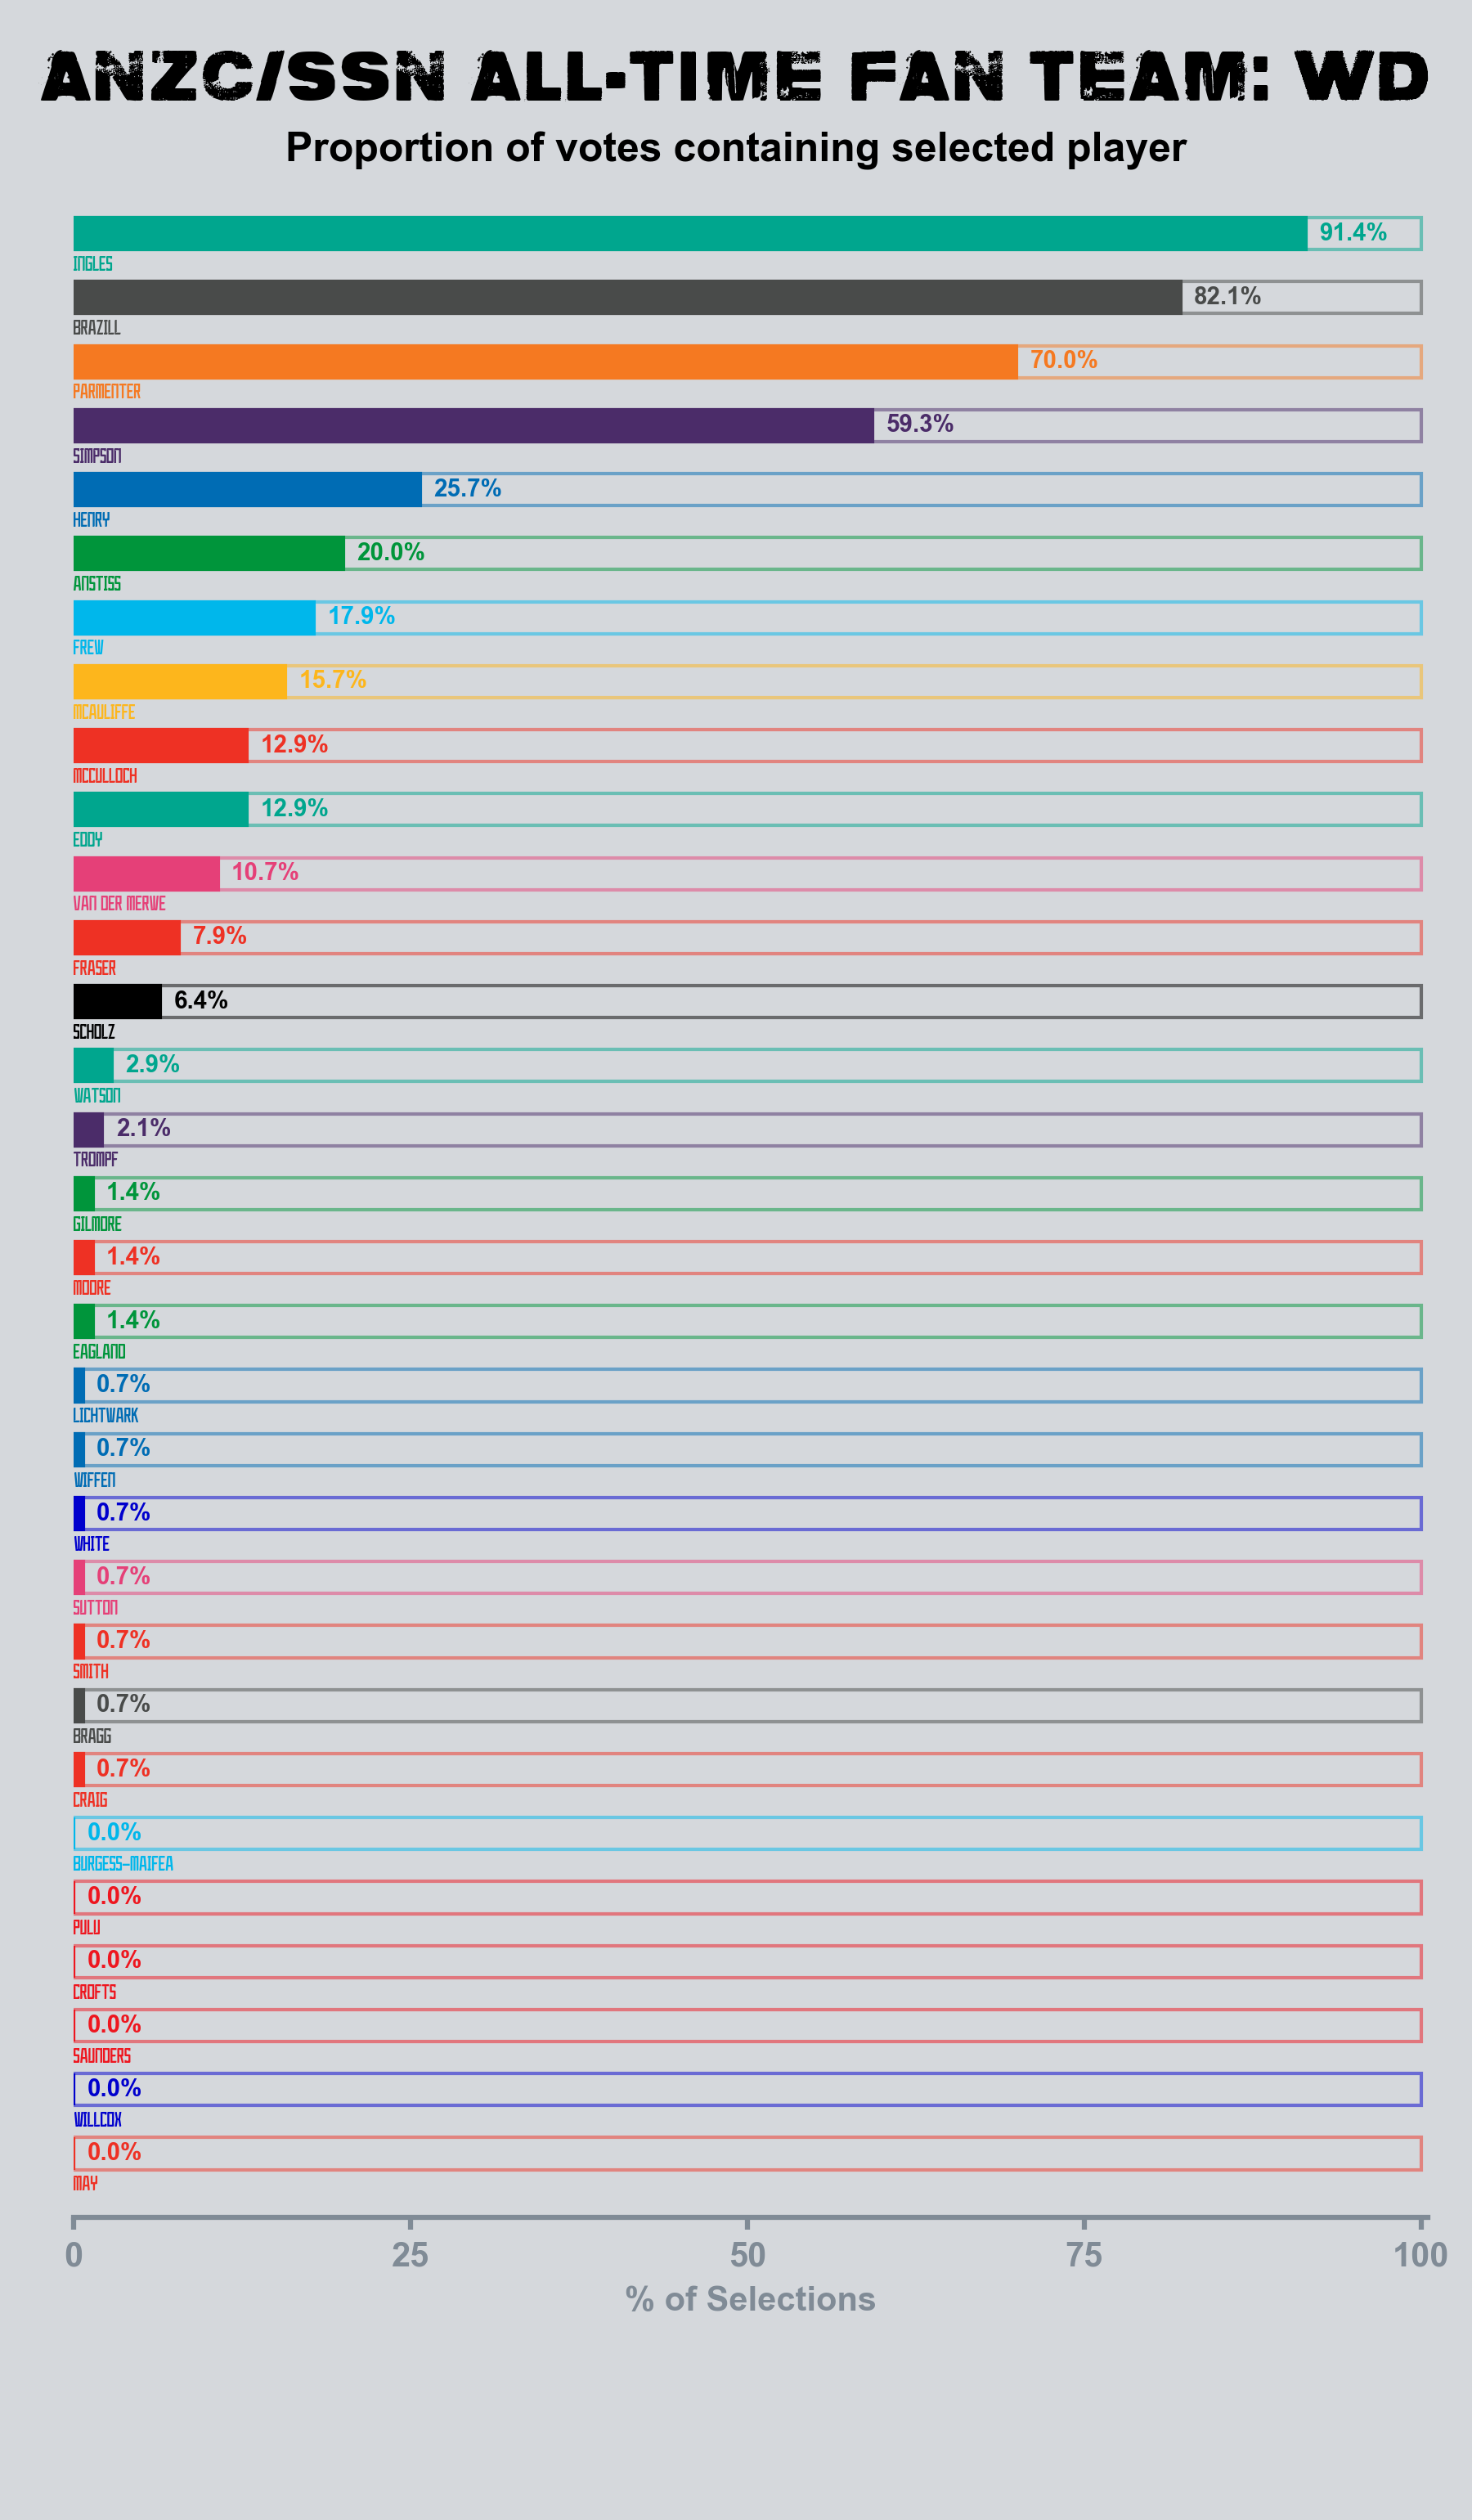 ANZC/SSN ALL-TIME FAN TEAM: WD
Proportion of votes containing selected player
91.4%
INGLES
82.1%
BRAZILL
70.0%
PARMENTER
59.3%
SIMPSON
25.7%
HENRY
20.0%
ANSTISS
17.9%
FREW
15.7%
MCAULIFFE
12.9%
MCCULLOCH
12.9%
EDDY
10.7%
VAN DER MERWE
7.9%
FRASER
6.4%
SCHOLZ
2.9%
WATSON
2.1%
TROMPF
1.4%
GILMORE
1.4%
MOORE
1.4%
EAGLAND
0.7%
LICHTWARK
0.7%
WIFFEN
0.7%
WHITE
0.7%
SUTTON
0.7%
SMITH
0.7%
BRAGG
0.7%
CRAIG
0.0%
BURGESS-MAIFEA
0.0%
PULU
0.0%
CROFTS
0.0%
SAUNDERS
0.0%
WILLCOX
0.0%
MAY
0 25 50 75 100
% of Selections